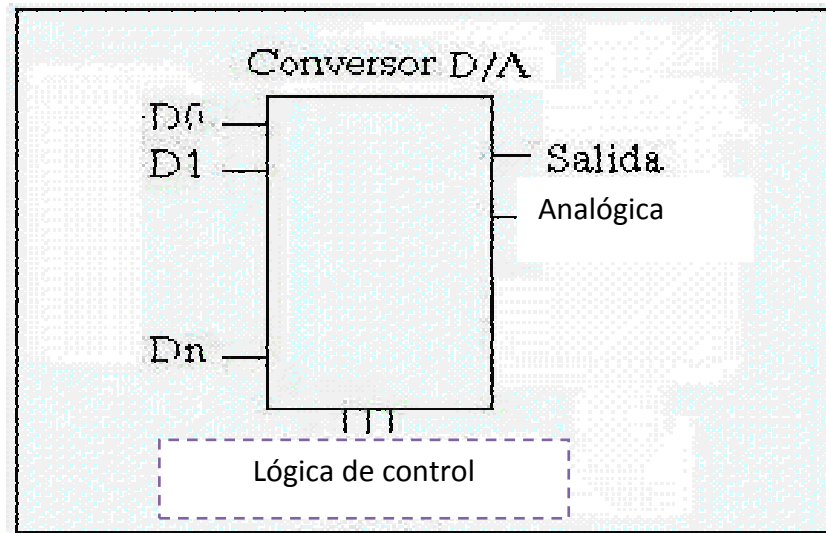 Conversor D/A
D0
D1
Salida
Analógica
Dn
Lógica de control